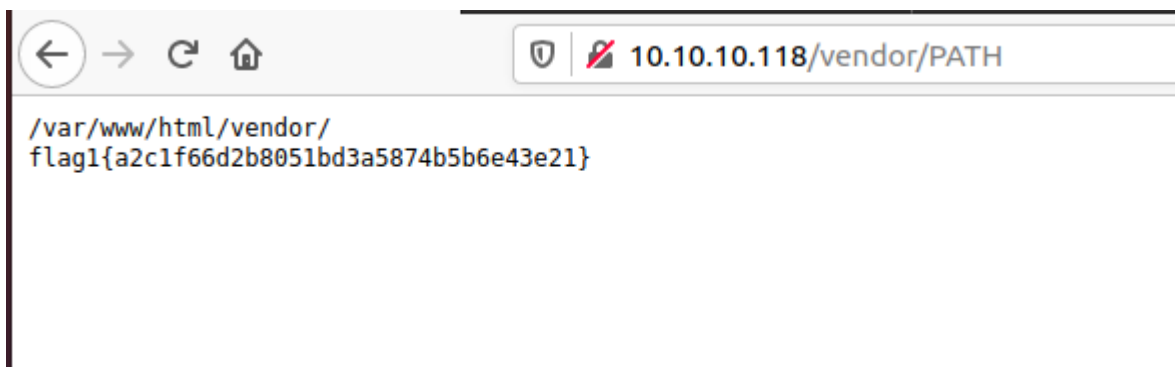 10.10.10.118/vendor/PATH
/var/www/html/vendor/
flag1{a2c1f66d2b8051bd3a5874b5b6e43e21}